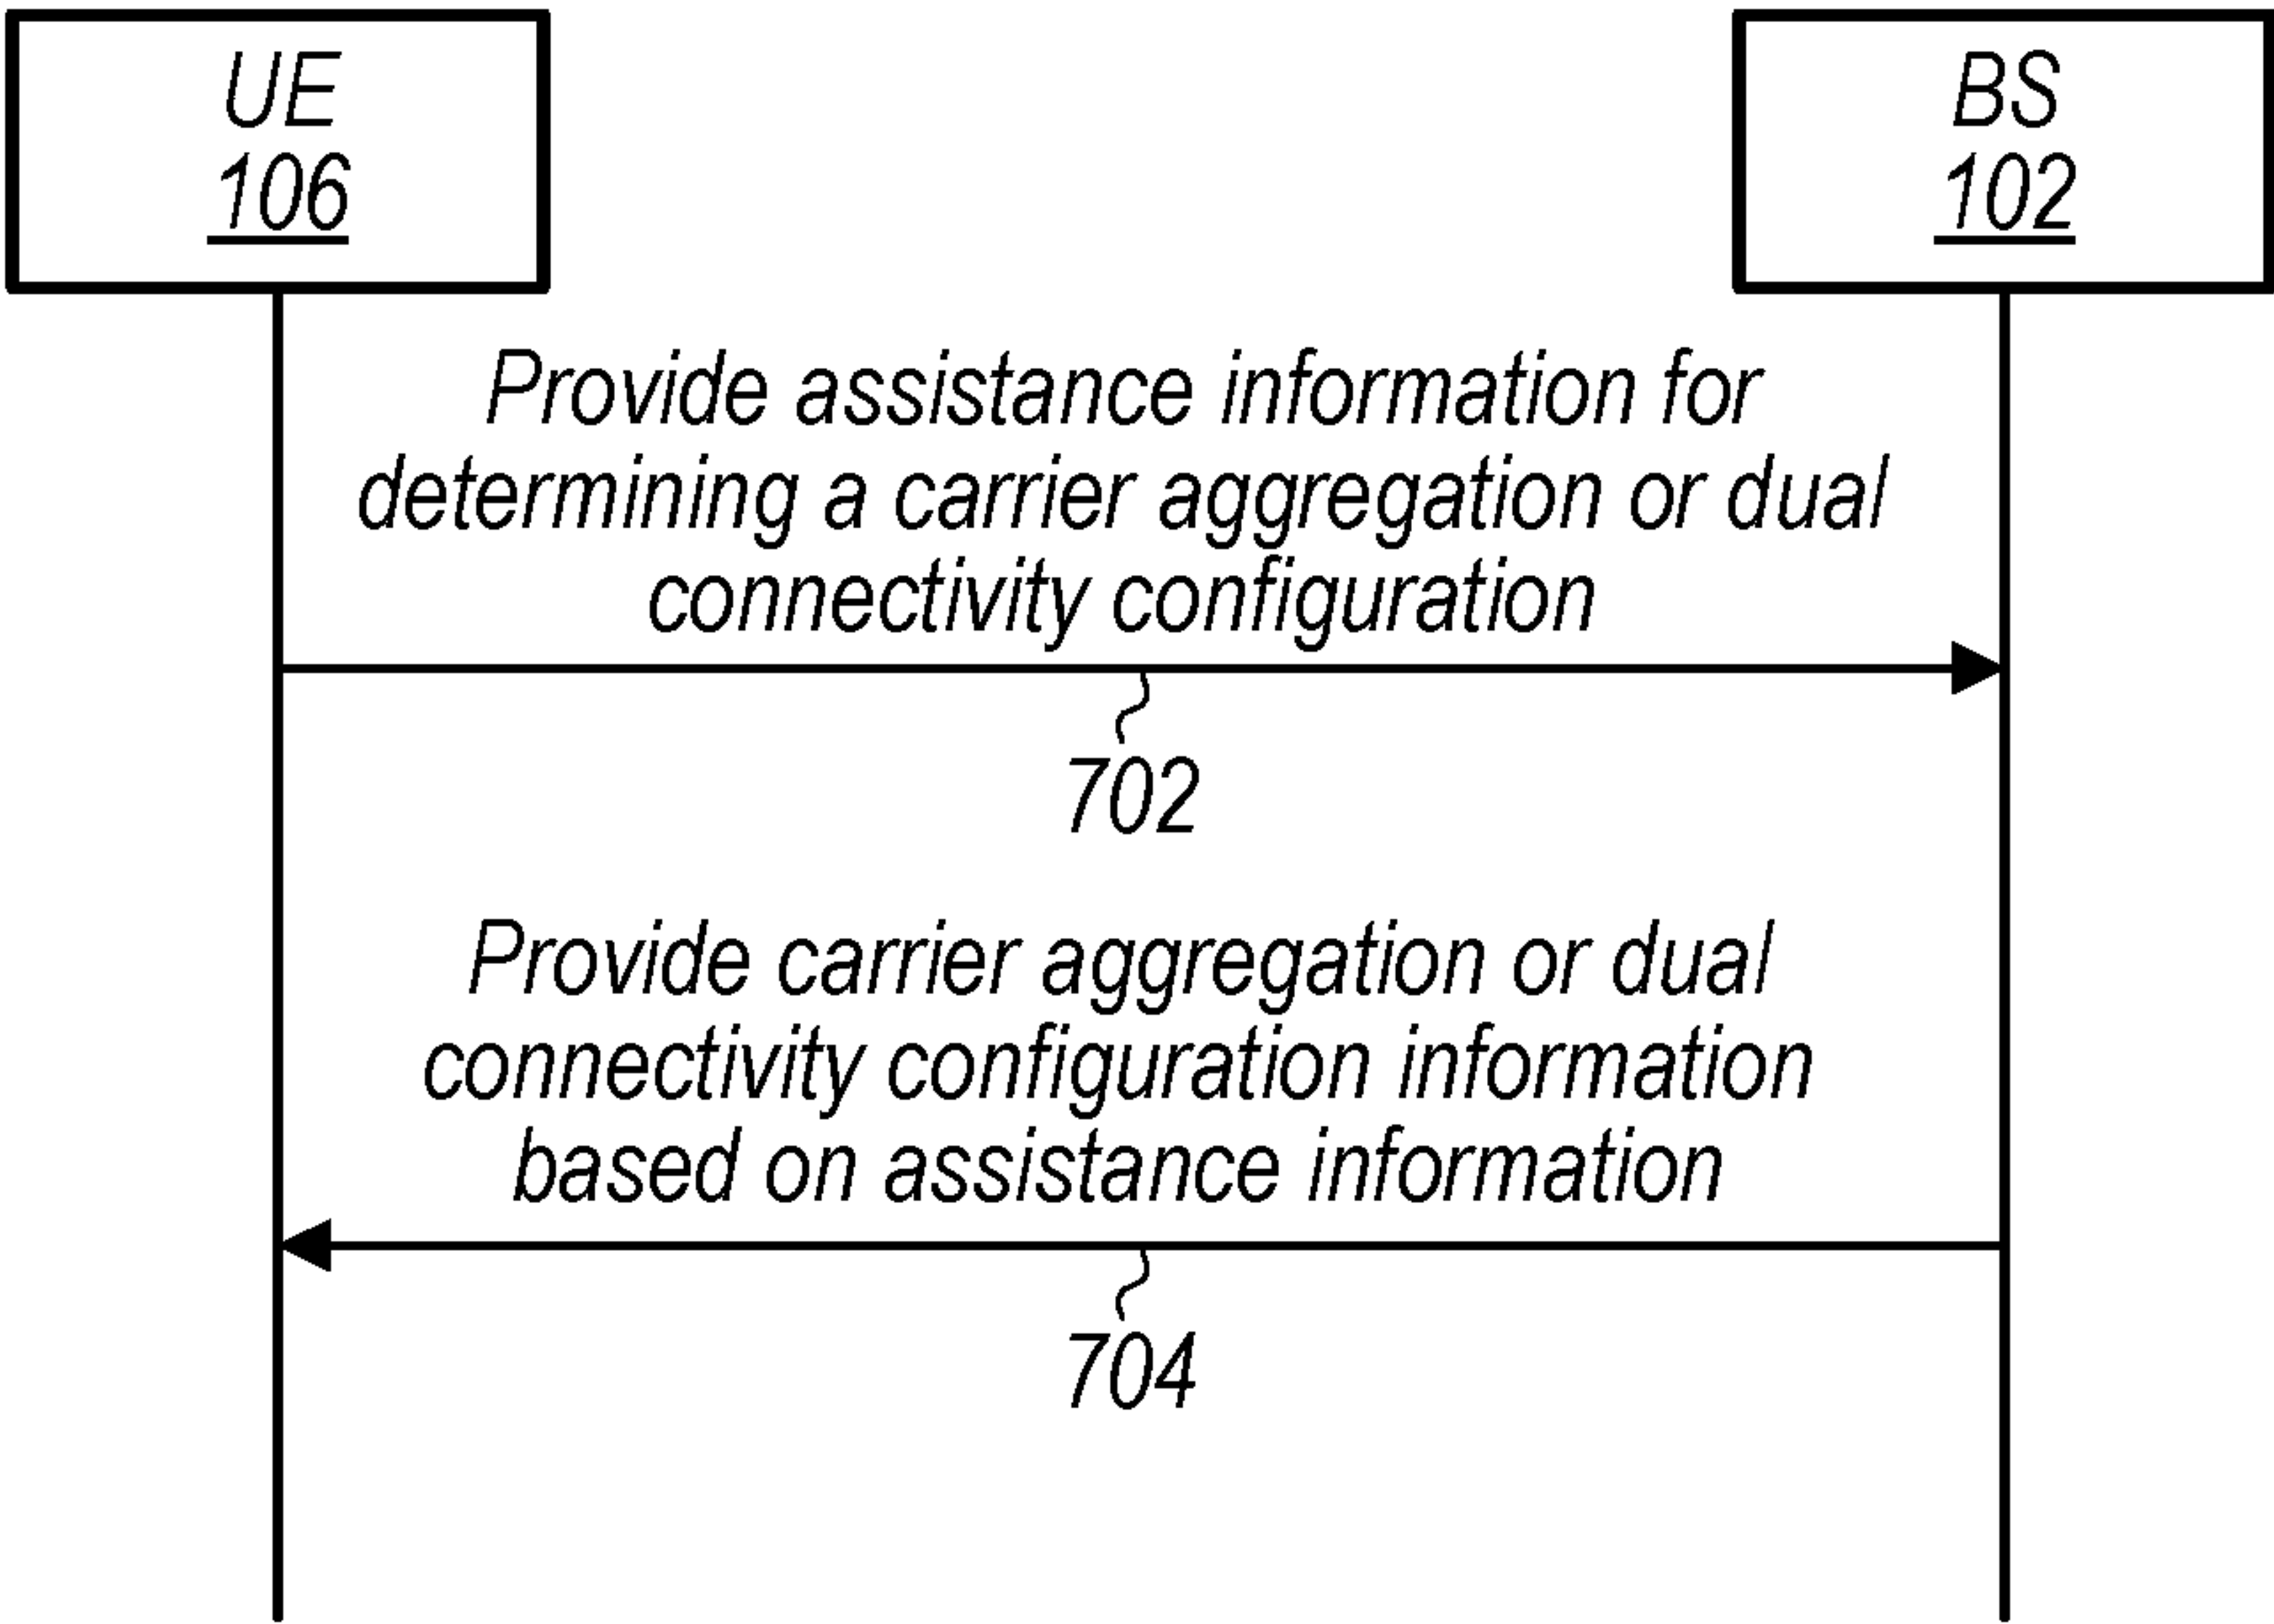 UE
106
BS
102
Provide assistance information for
determining a carrier aggregation or dual
connectivity configuration
702
Provide carrier aggregation or dual
connectivity configuration information
based on assistance information
704